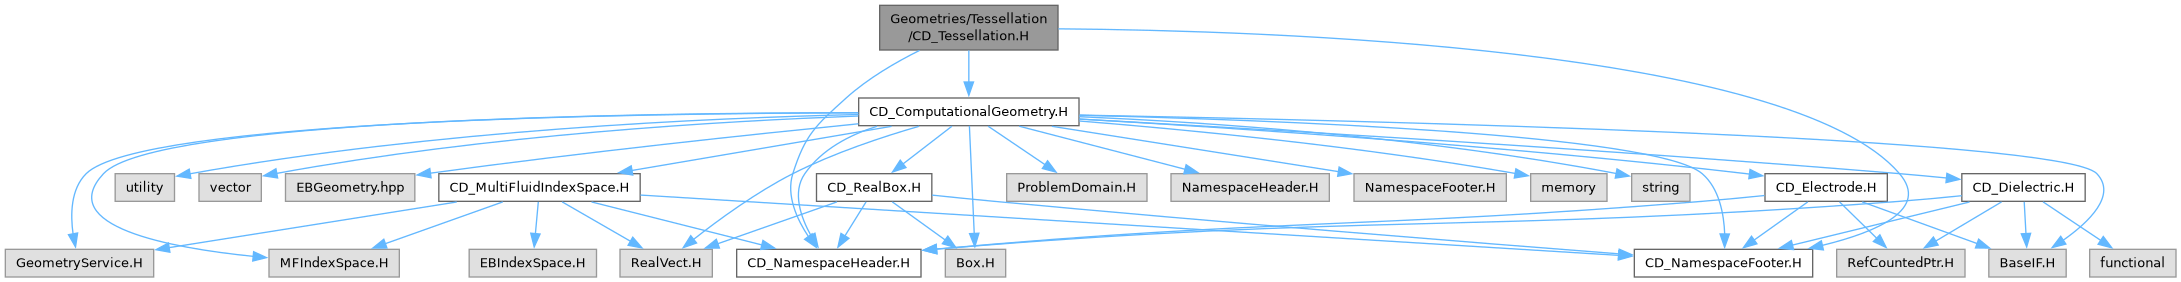 Geometries/Tessellation
/CD_Tessellation.H
CD_ComputationalGeometry.H
utility
vector
EBGeometry.hpp
CD_MultiFluidIndexSpace.H
CD_RealBox.H
ProblemDomain.H
NamespaceHeader.H
NamespaceFooter.H
memory
string
CD_Electrode.H
CD_Dielectric.H
GeometryService.H
MFIndexSpace.H
EBIndexSpace.H
RealVect.H
CD_NamespaceHeader.H
Box.H
CD_NamespaceFooter.H
RefCountedPtr.H
BaseIF.H
functional